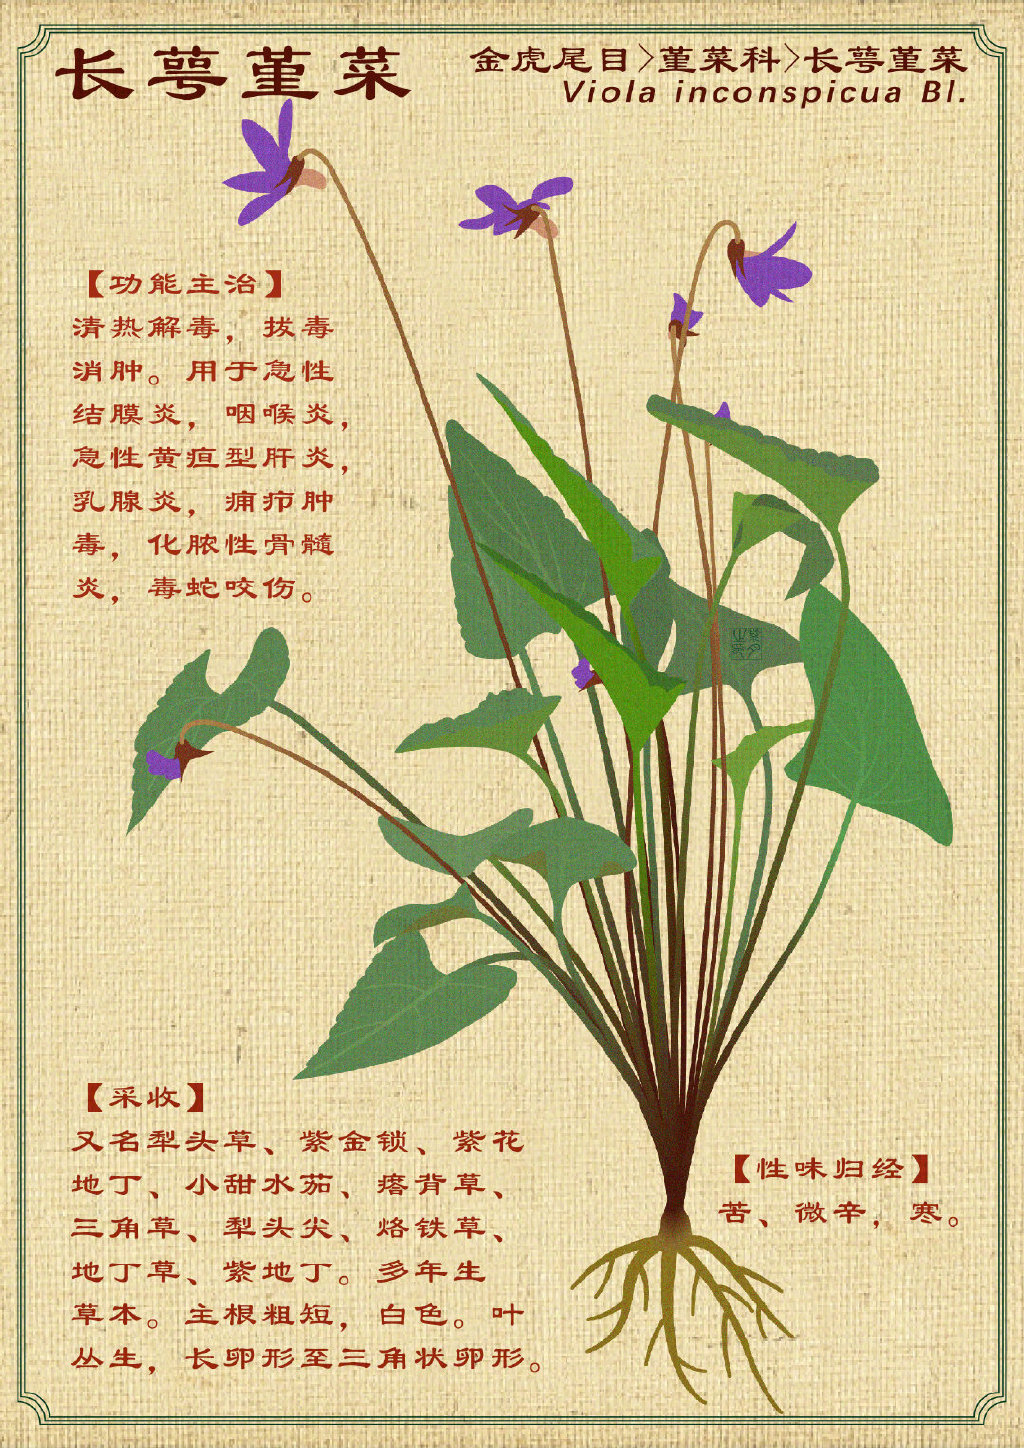 长萼堇菜
金虎尾目>堇菜科>长萼堇菜
Viola inconspicua Bl.
【功能主治】
清热解毒，拔毒
消肿。用于急性
结膜炎，咽喉炎，
急性黄疸型肝炎，
乳腺炎，痈疖肿
毒，化脓性骨髓
炎，毒蛇咬伤。
【采收】
又名犁头草、紫金锁、紫花
地丁、小甜水茄、瘩背草、
三角草、犁头尖、烙铁草、
地丁草、紫地丁。多年生
草本。主根粗短，白色。叶
丛生，长卵形至三角状卵形。
【性味归经】
苦、微辛，寒。